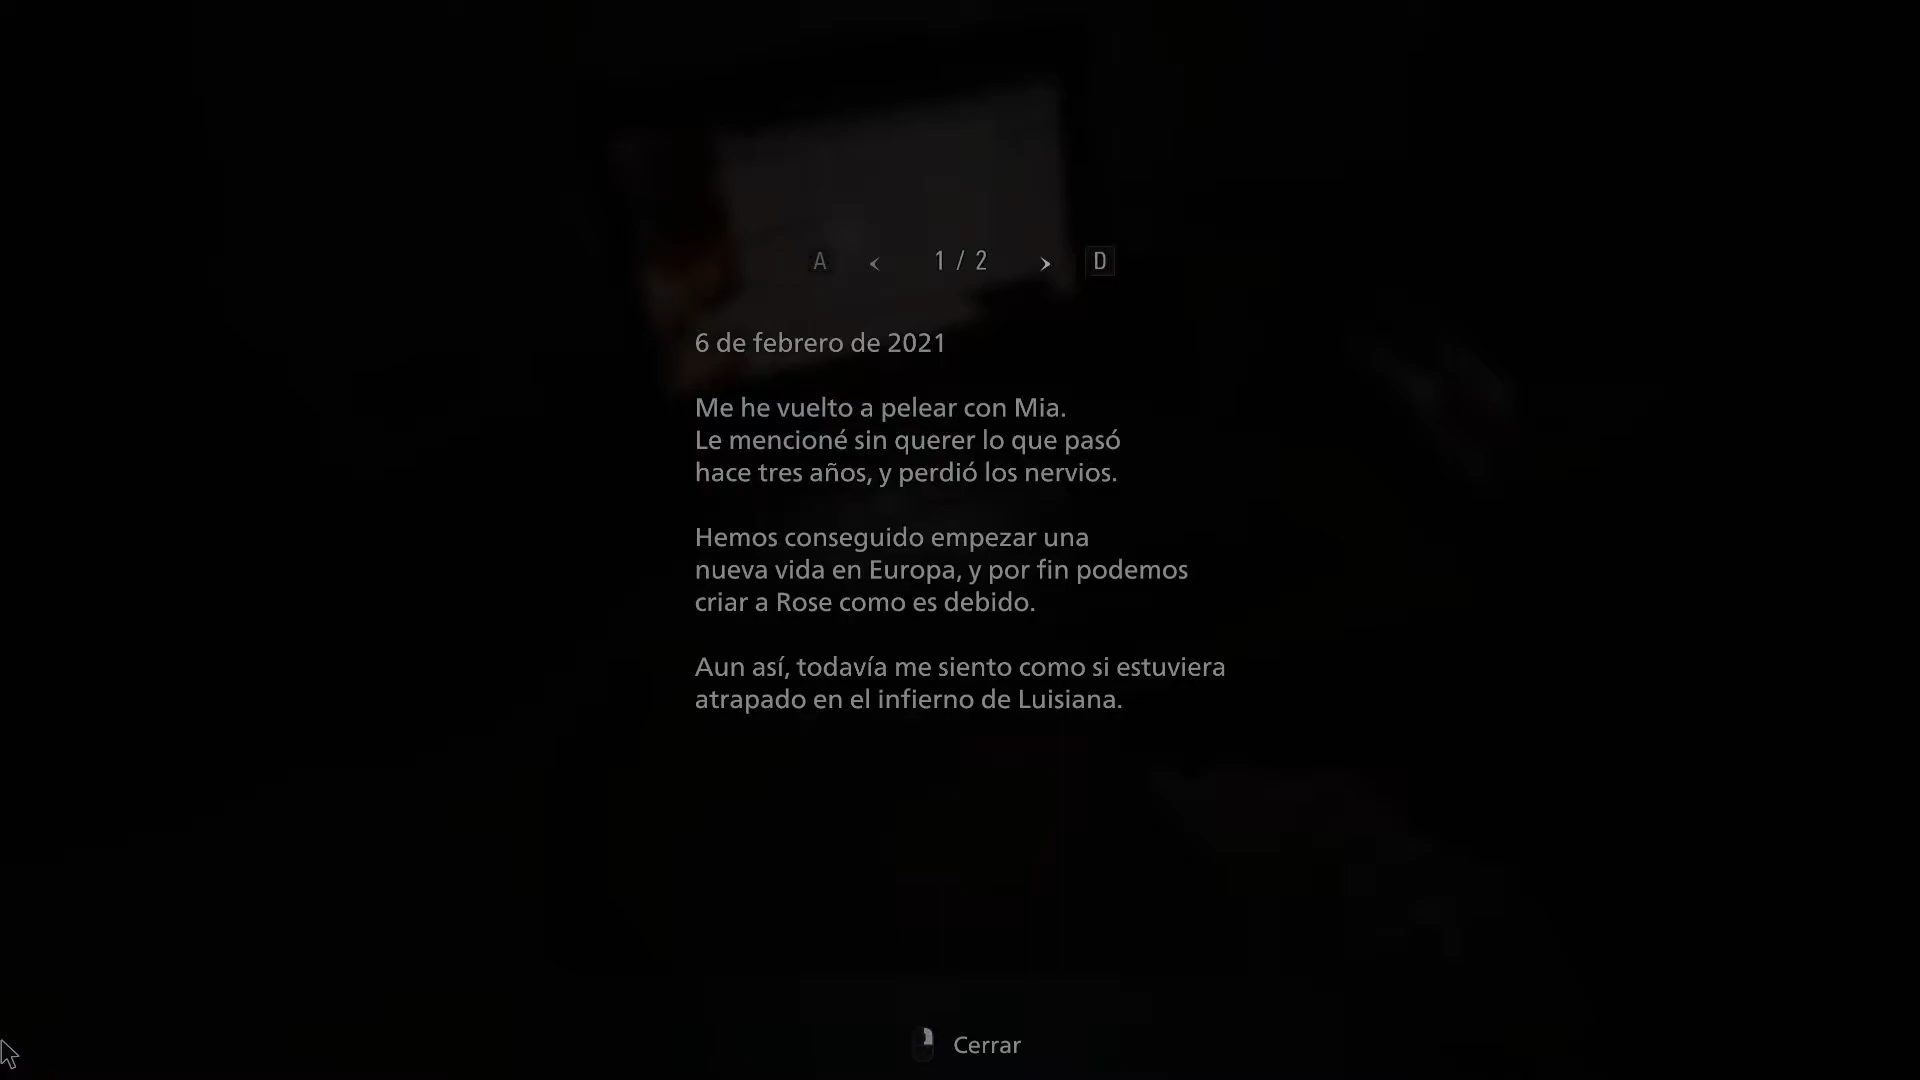 A < 1 / 2 > D
6 de febrero de 2021
Me he vuelto a pelear con Mia.
Le mencioné sin querer lo que pasó
hace tres años, y perdió los nervios.
Hemos conseguido empezar una
nueva vida en Europa, y por fin podemos
criar a Rose como es debido.
Aun así, todavía me siento como si estuviera
atrapado en el infierno de Luisiana.
Cerrar